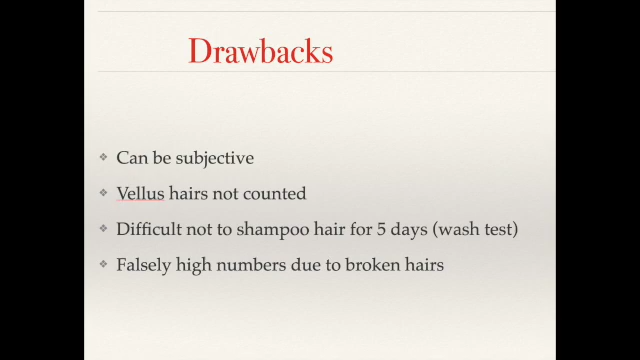 Drawbacks
Can be subjective
Vellus hairs not counted
Difficult not to shampoo hair for 5 days (wash test)
Falsely high numbers due to broken hairs